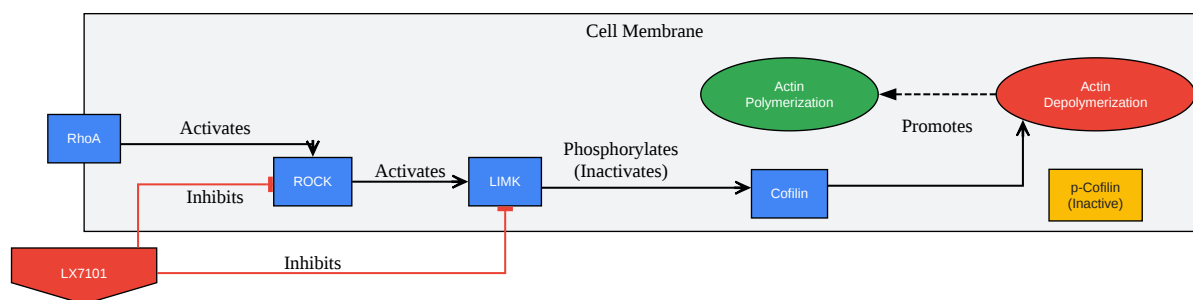 Cell Membrane
Actin
Polymerization
Actin
Depolymerization
Promotes
RhoA
Activates
ROCK
Activates
LIMK
Phosphorylates
(Inactivates)
Cofilin
p-Cofilin
(Inactive)
Inhibits
LX7101
Inhibits